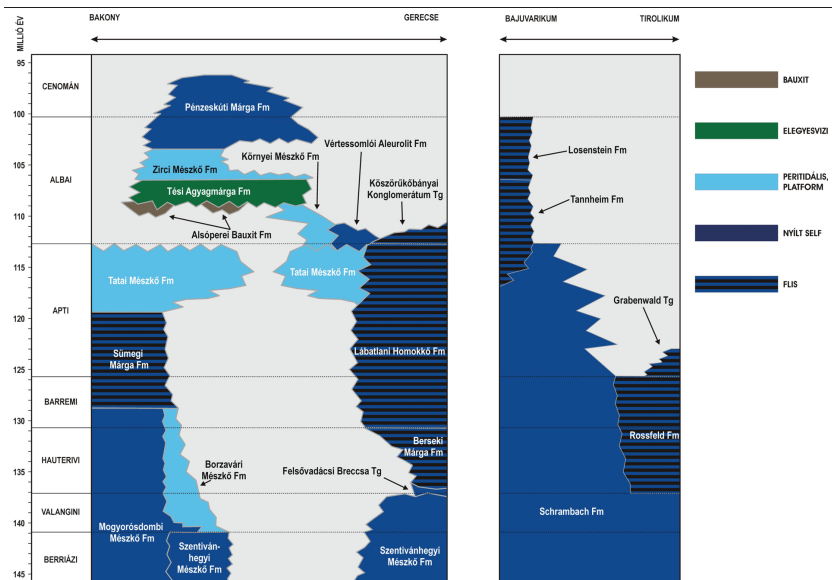 MILLIÓ ÉV
BAKONY
GERECSE
BAJUVARIKUM
TIROLIKUM
95
100
105
110
115
120
125
130
135
140
145
CENOMÁN
ALBAI
APTI
BARREMI
HAUTERIVI
VALANGINI
BERRIÁZI
Pénzeskúti Márga Fm
Zirci Mészkő Fm
Környei Mészkő Fm
Vértessomlói Aleurolit Fm
Tési Agyagmárga Fm
Köszörűkőbányai
Konglomerátum Tg
Alsóperei Bauxit Fm
Tatai Mészkő Fm
Tatai Mészkő Fm
Sümegi
Márga Fm
Lábatlani Homokkő Fm
Berseki
Márga Fm
Borzavári
Mészkő Fm
Felsővadácsi Breccsa Tg
Mogyorósdombi
Mészkő Fm
Szentiván-
hegyi
Mészkő Fm
Szentivánhegyi
Mészkő Fm
Losenstein Fm
Tannheim Fm
Grabenwald Tg
Rossfeld Fm
Schrambach Fm
BAUXIT
ELEGYESVIZI
PERITIDÁLIS,
PLATFORM
NYÍLT SELF
FLIS